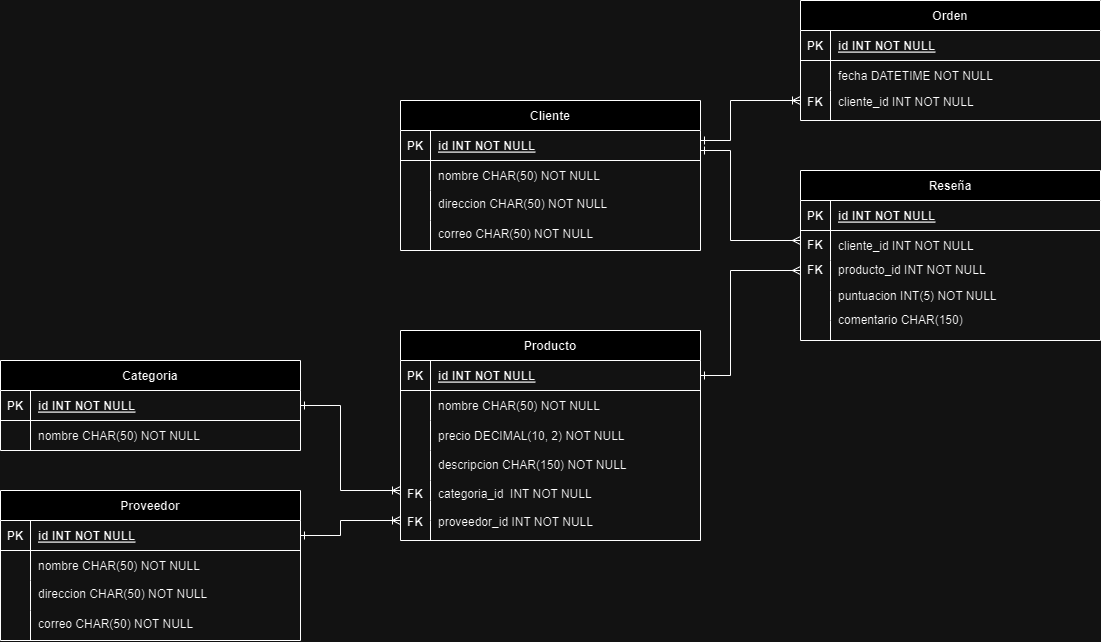 Orden
PK id INT NOT NULL
fecha DATETIME NOT NULL
FK cliente_id INT NOT NULL
Cliente
PK id INT NOT NULL
nombre CHAR(50) NOT NULL
direccion CHAR(50) NOT NULL
correo CHAR(50) NOT NULL
Reseña
PK id INT NOT NULL
FK cliente_id INT NOT NULL
FK producto_id INT NOT NULL
puntuacion INT(5) NOT NULL
comentario CHAR(150)
Producto
PK id INT NOT NULL
nombre CHAR(50) NOT NULL
precio DECIMAL(10, 2) NOT NULL
descripcion CHAR(150) NOT NULL
FK categoria_id INT NOT NULL
FK proveedor_id INT NOT NULL
Categoria
PK id INT NOT NULL
nombre CHAR(50) NOT NULL
Proveedor
PK id INT NOT NULL
nombre CHAR(50) NOT NULL
direccion CHAR(50) NOT NULL
correo CHAR(50) NOT NULL